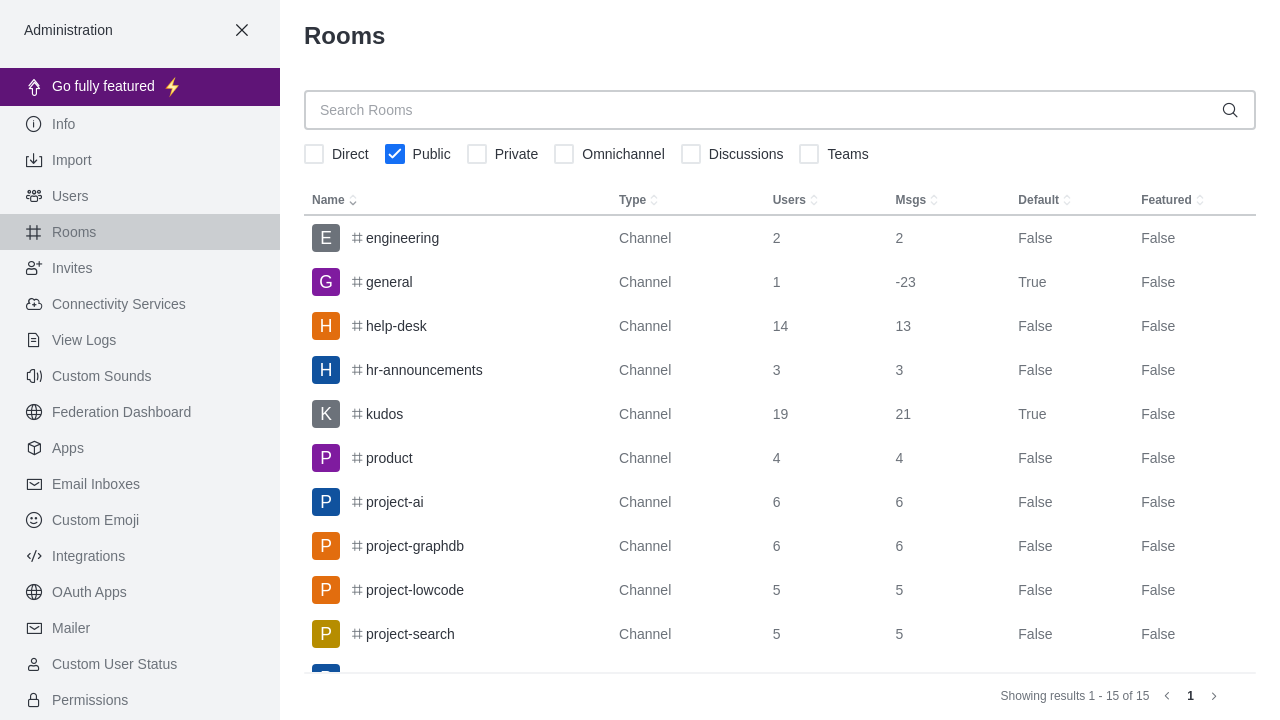 Administration
Go fully featured ⚡
Info
Import
Users
Rooms
Invites
Connectivity Services
View Logs
Custom Sounds
Federation Dashboard
Apps
Email Inboxes
Custom Emoji
Integrations
OAuth Apps
Mailer
Custom User Status
Permissions
Rooms
Search Rooms
Direct Public Private Omnichannel Discussions Teams
Name Type Users Msgs Default Featured
E engineering Channel 2 2 False False
G general Channel 1 -23 True False
H help-desk Channel 14 13 False False
H hr-announcements Channel 3 3 False False
K kudos Channel 19 21 True False
P product Channel 4 4 False False
P project-ai Channel 6 6 False False
P project-graphdb Channel 6 6 False False
P project-lowcode Channel 5 5 False False
P project-search Channel 5 5 False False
Showing results 1 - 15 of 15 1